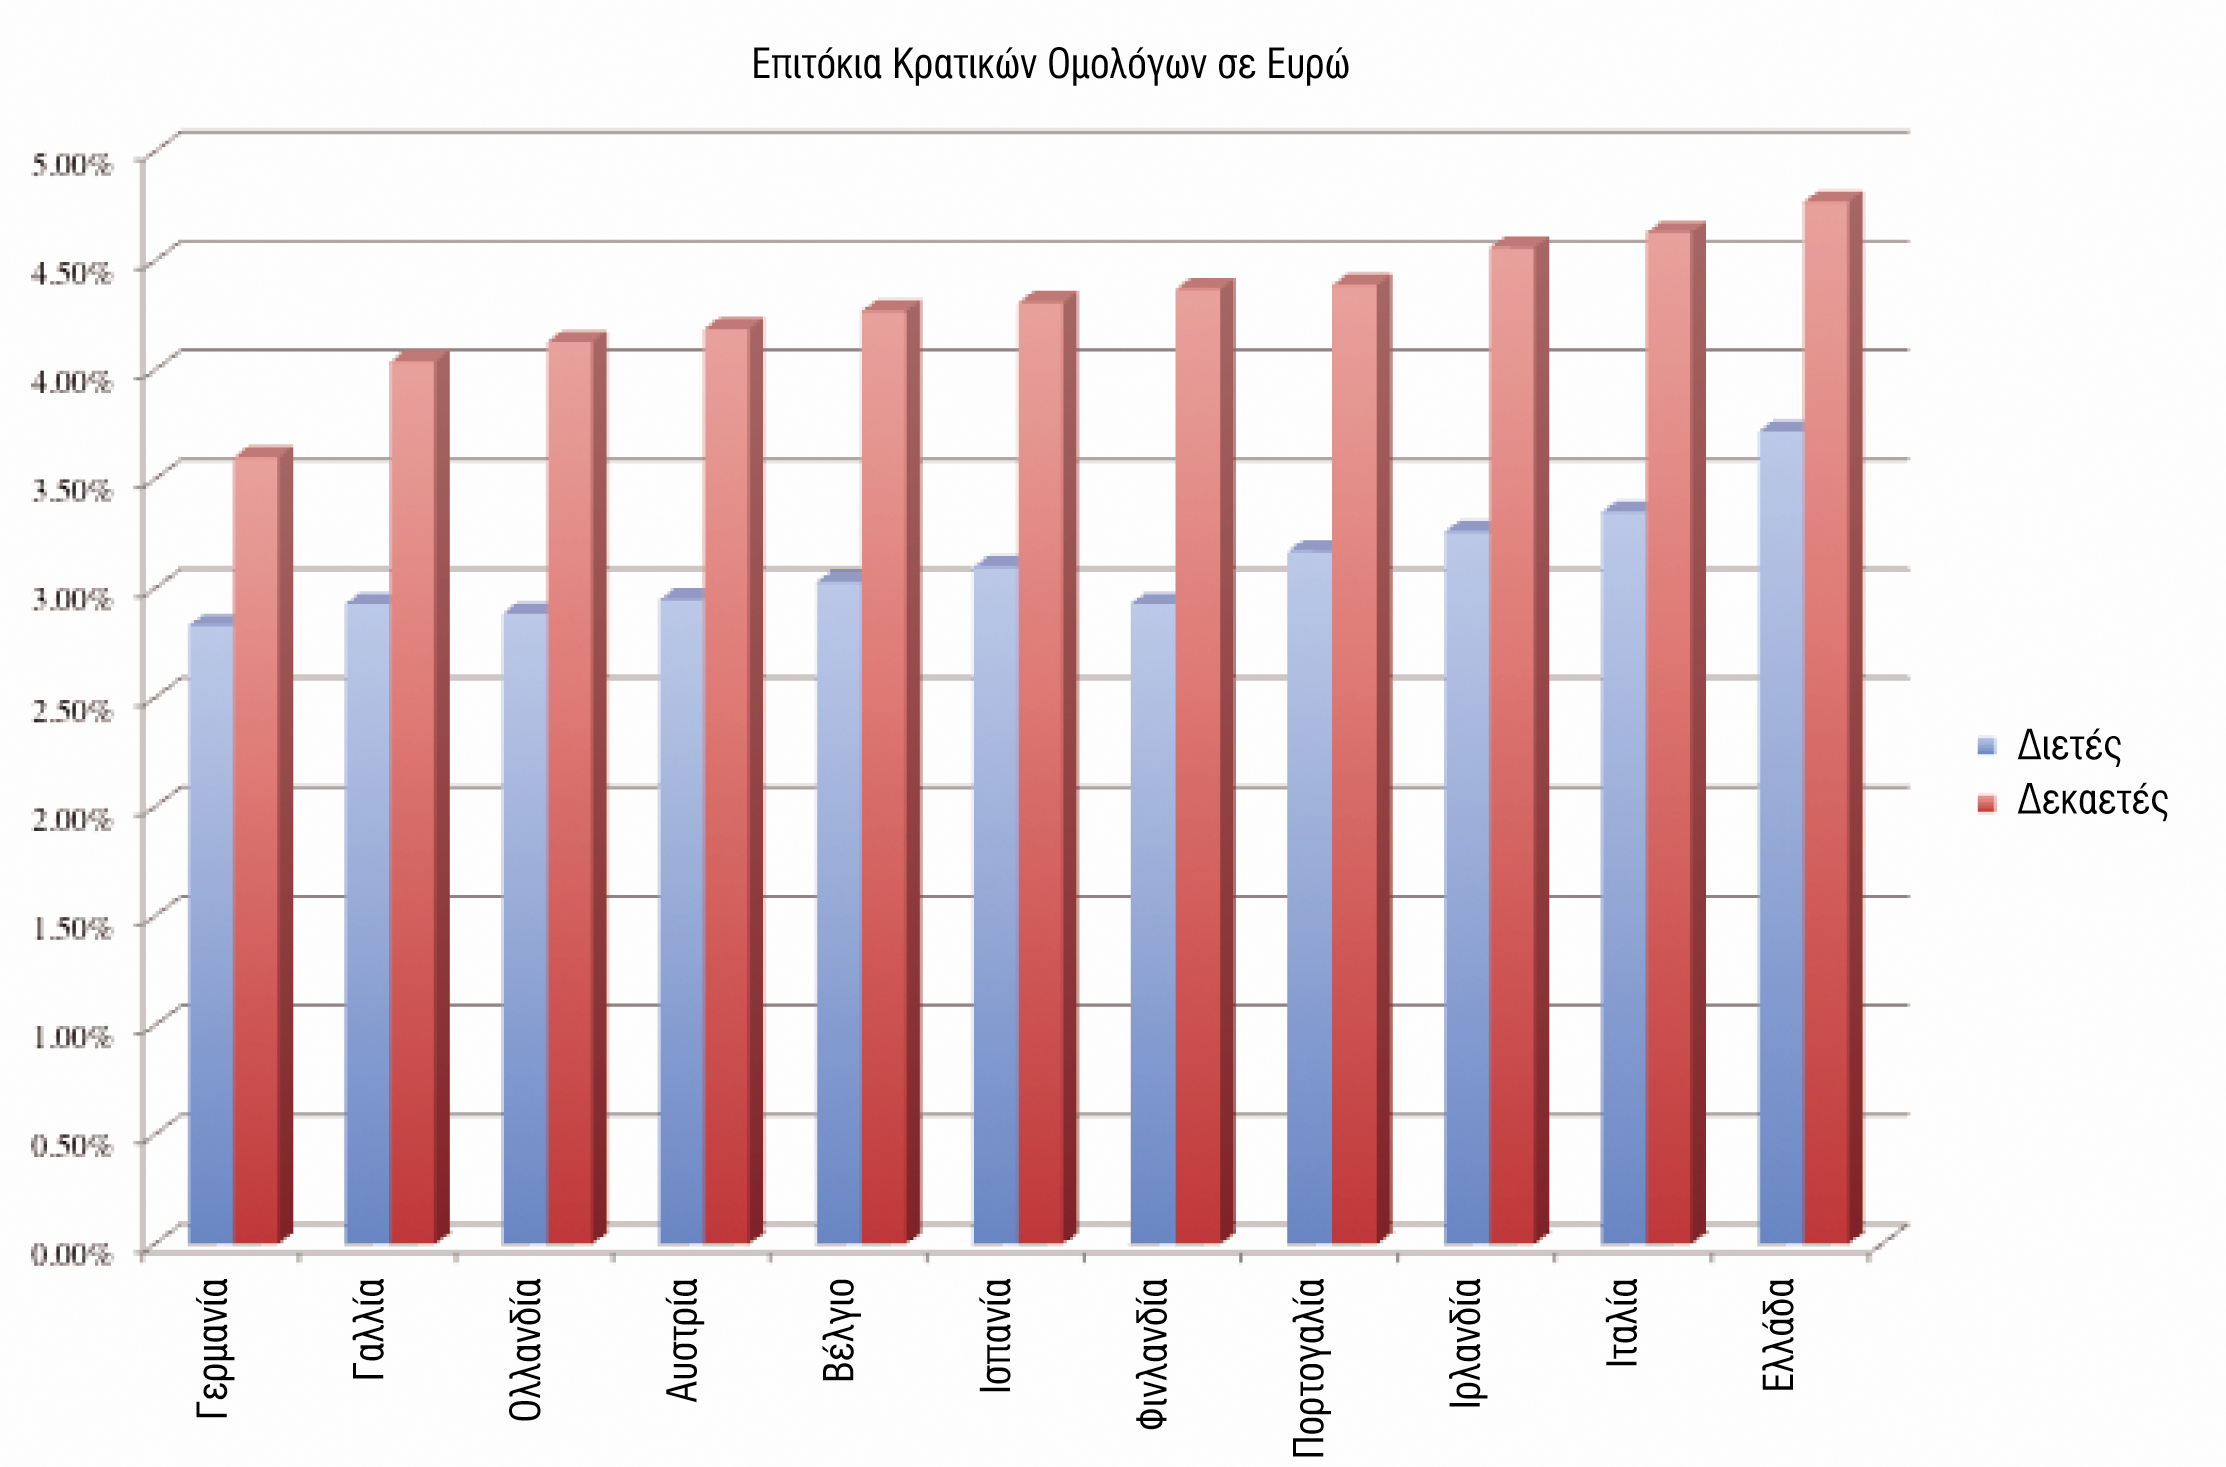 Επιτόκια Κρατικών Ομολόγων σε Ευρώ
5.00%
4.50%
4.00%
3.50%
3.00%
2.50%
2.00%
1.50%
1.00%
0.50%
0.00%
Γερμανία
Γαλλία
Ολλανδία
Αυστρία
Βέλγιο
Ισπανία
Φινλανδία
Πορτογαλία
Ιρλανδία
Ιταλία
Ελλάδα
Διετές
Δεκαετές